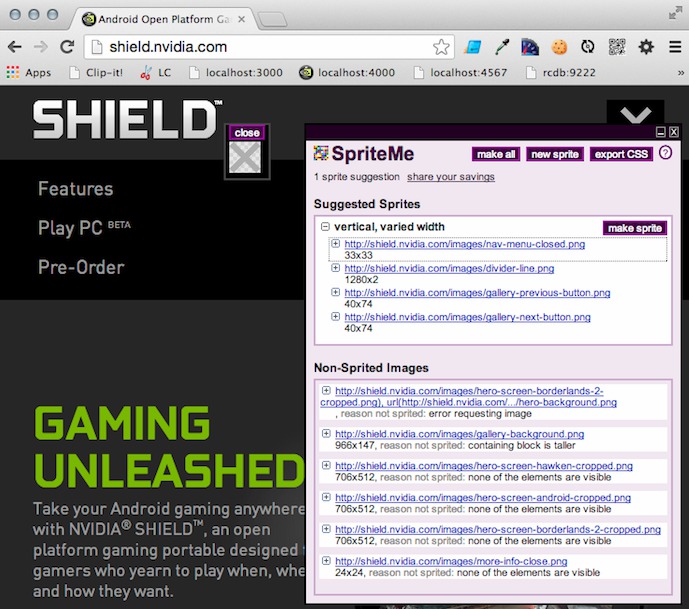 Android Open Platform Ga
shield.nvidia.com
Apps Clip-it! LC localhost:3000 localhost:4000 localhost:4567 rcdb:9222 »
SHIELD™
close
Features
Play PC BETA
Pre-Order
GAMING
UNLEASHED
Take your Android gaming anywhere
with NVIDIA® SHIELD™, an open
platform gaming portable designed f
gamers who yearn to play when, whe
and how they want.
SpriteMe
make all new sprite export CSS ?
1 sprite suggestion share your savings
Suggested Sprites
vertical, varied width make sprite
http://shield.nvidia.com/images/nav-menu-closed.png
33x33
http://shield.nvidia.com/images/divider-line.png
1280x2
http://shield.nvidia.com/images/gallery-previous-button.png
40x74
http://shield.nvidia.com/images/gallery-next-button.png
40x74
Non-Sprited Images
http://shield.nvidia.com/images/hero-screen-borderlands-2-
cropped.png), url(http://shield.nvidia.com/.../hero-background.png
, reason not sprited: error requesting image
http://shield.nvidia.com/images/gallery-background.png
966x147, reason not sprited: containing block is taller
http://shield.nvidia.com/images/hero-screen-hawken-cropped.png
706x512, reason not sprited: none of the elements are visible
http://shield.nvidia.com/images/hero-screen-android-cropped.png
706x512, reason not sprited: none of the elements are visible
http://shield.nvidia.com/images/hero-screen-borderlands-2-cropped.png
706x512, reason not sprited: none of the elements are visible
http://shield.nvidia.com/images/more-info-close.png
24x24, reason not sprited: none of the elements are visible